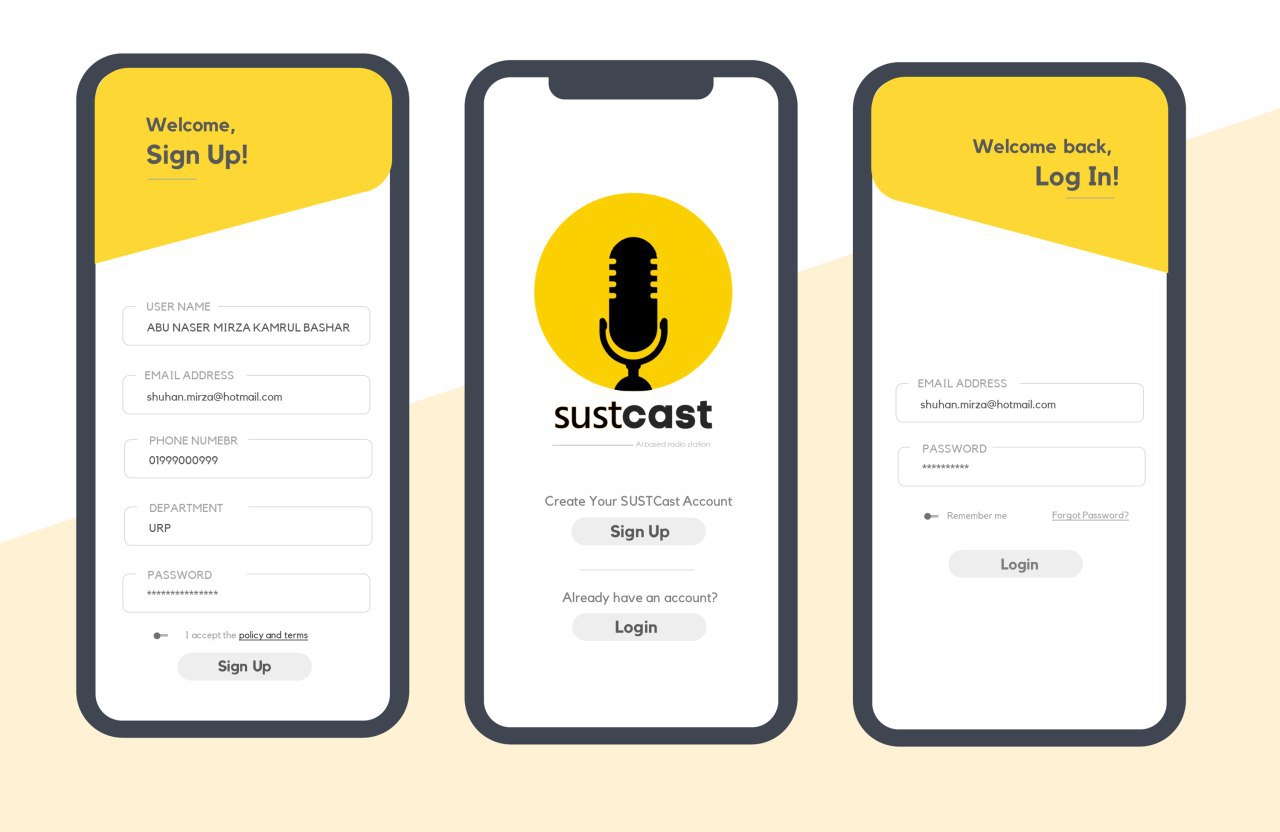 Welcome,
Sign Up!
USER NAME
ABU NASER MIRZA KAMRUL BASHAR
EMAIL ADDRESS
shuhan.mirza@hotmail.com
PHONE NUMEBR
01999000999
DEPARTMENT
URP
PASSWORD
***************
I accept the policy and terms
Sign Up
sustcast
AI based radio station
Create Your SUSTCast Account
Sign Up
Already have an account?
Login
Welcome back,
Log In!
EMAIL ADDRESS
shuhan.mirza@hotmail.com
PASSWORD
**********
Remember me Forgot Password?
Login